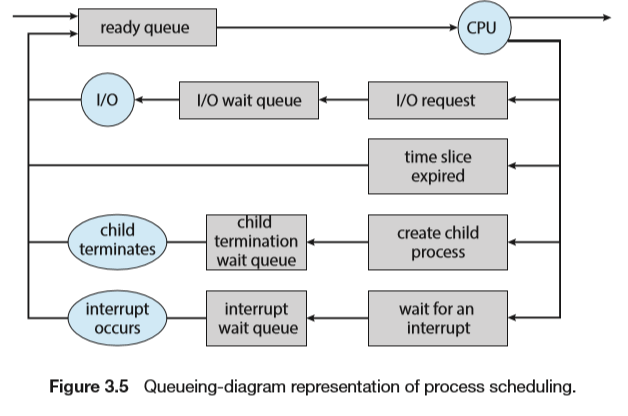 ready queue
CPU
I/O
I/O wait queue
I/O request
time slice
expired
child
terminates
child
termination
wait queue
create child
process
interrupt
occurs
interrupt
wait queue
wait for an
interrupt
Figure 3.5 Queueing-diagram representation of process scheduling.